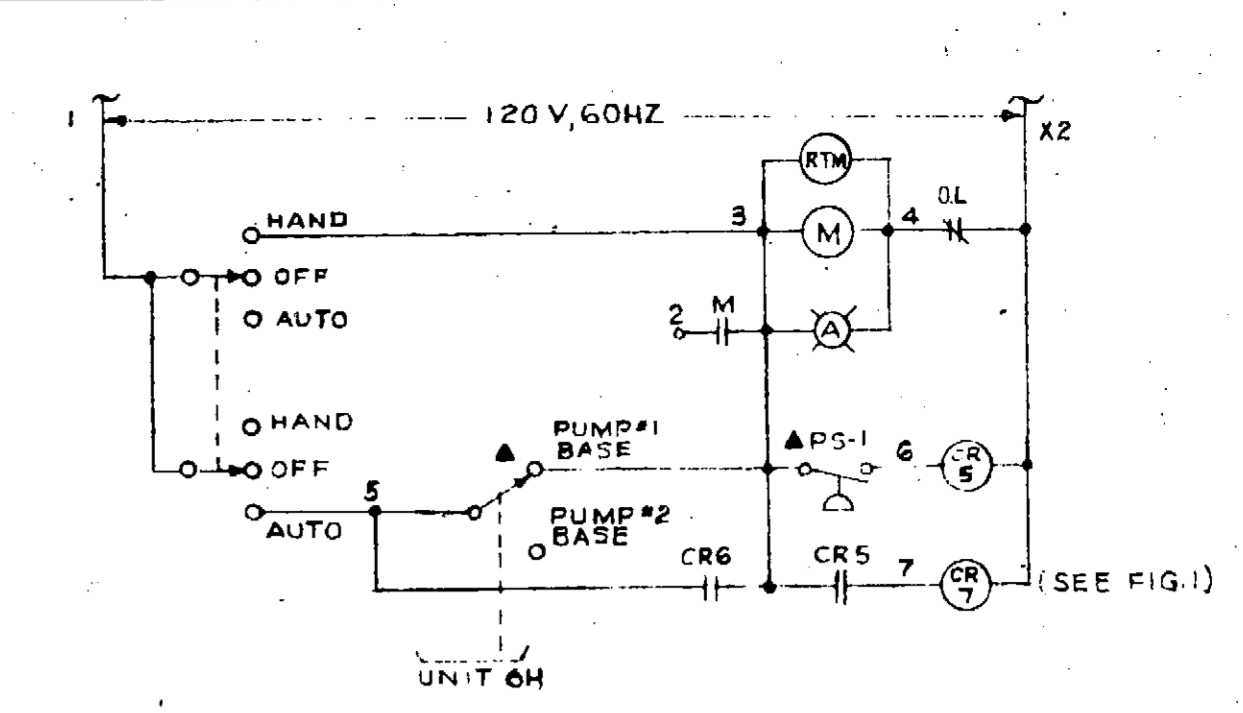 1
120 V, 60HZ
X2
RTM
HAND
3
M
4
O.L
OFF
AUTO
2
M
A
HAND
PUMP #1
BASE
▲
▲ PS-1
6
CR
5
OFF
5
AUTO
PUMP #2
BASE
CR6
CR5
7
CR
7
(SEE FIG.1)
UNIT 6H